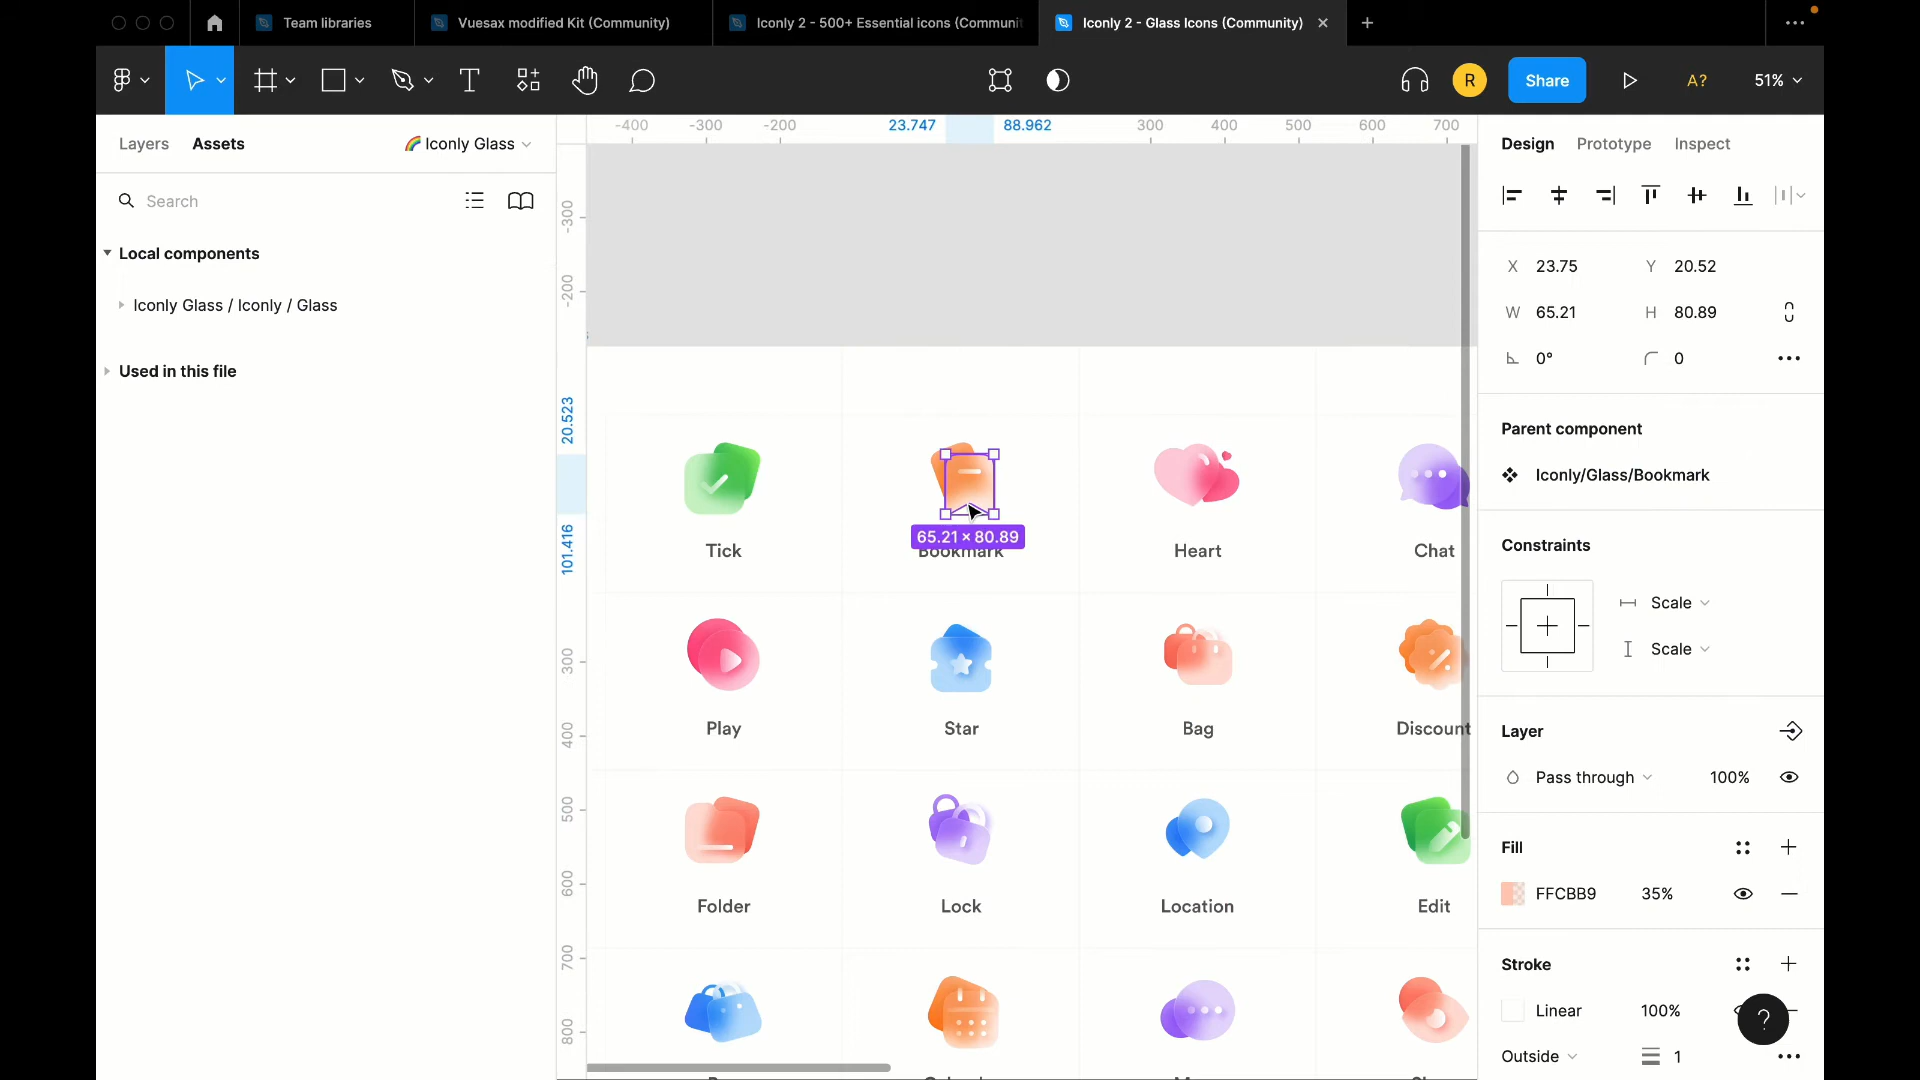 Team libraries
Vuesax modified Kit (Community)
Iconly 2 - 500+ Essential icons (Communit
Iconly 2 - Glass Icons (Community)
R
Share
A?
51%
Layers
Assets
Iconly Glass
Search
Local components
Iconly Glass / Iconly / Glass
Used in this file
-400
-300
-200
23.747
88.962
300
400
500
600
700
-300
-200
20.523
101.416
300
400
500
600
700
800
Tick
65.21 × 80.89
Bookmark
Heart
Chat
Play
Star
Bag
Discount
Folder
Lock
Location
Edit
Design
Prototype
Inspect
X 23.75
Y 20.52
W 65.21
H 80.89
0°
0
Parent component
Iconly/Glass/Bookmark
Constraints
Scale
Scale
Layer
Pass through
100%
Fill
FFCBB9
35%
Stroke
Linear
100%
?
Outside
1